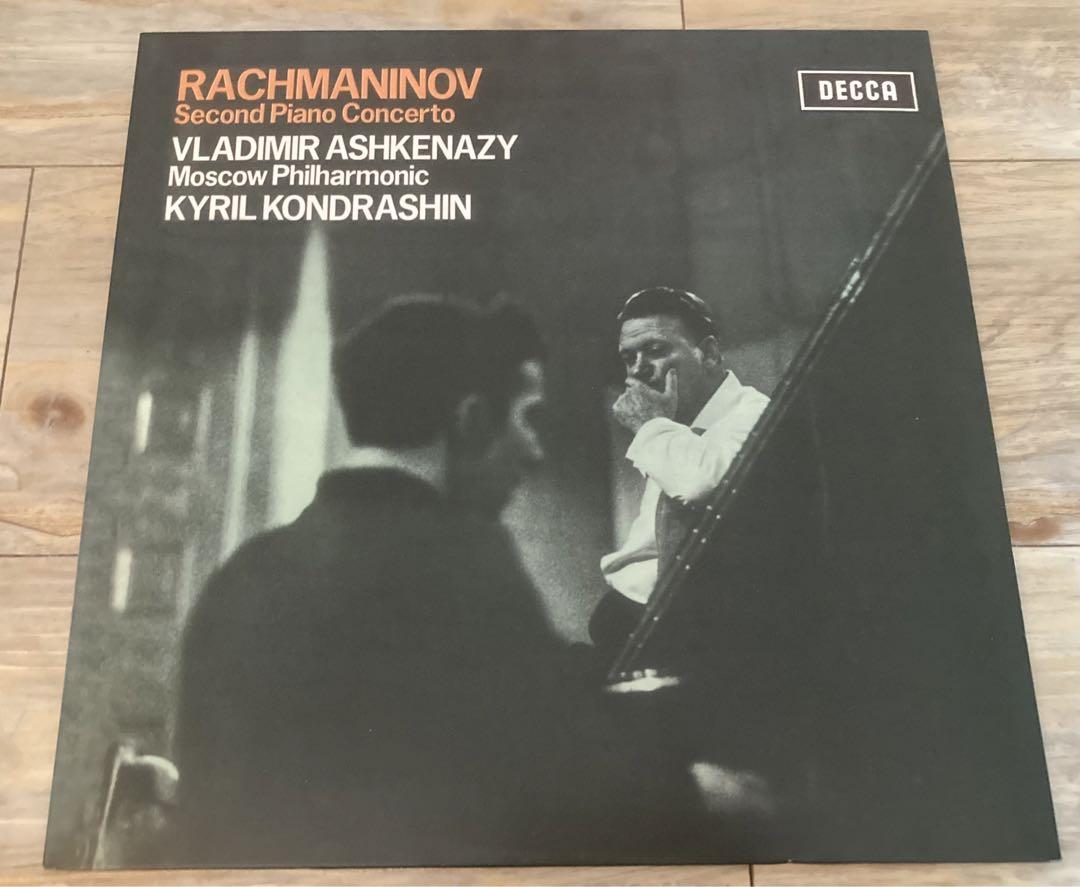 RACHMANINOV
Second Piano Concerto
VLADIMIR ASHKENAZY
Moscow Philharmonic
KYRIL KONDRASHIN
DECCA